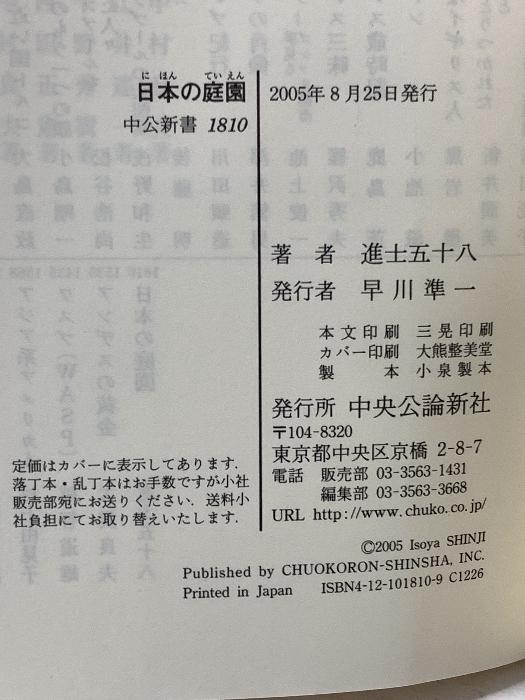 にほん ていえん
日本の庭園
中公新書 1810
2005年8月25日発行
著者 進士五十八
発行者 早川準一
本文印刷 三晃印刷
カバー印刷 大熊整美堂
製本 小泉製本
発行所 中央公論新社
〒104-8320
東京都中央区京橋 2-8-7
電話 販売部 03-3563-1431
編集部 03-3563-3668
URL http://www.chuko.co.jp/
定価はカバーに表示してあります.
落丁本・乱丁本はお手数ですが小社
販売部宛にお送りください. 送料小
社負担にてお取り替えいたします.
©2005 Isoya SHINJI
Published by CHUOKORON-SHINSHA, INC.
Printed in Japan ISBN4-12-101810-9 C1226